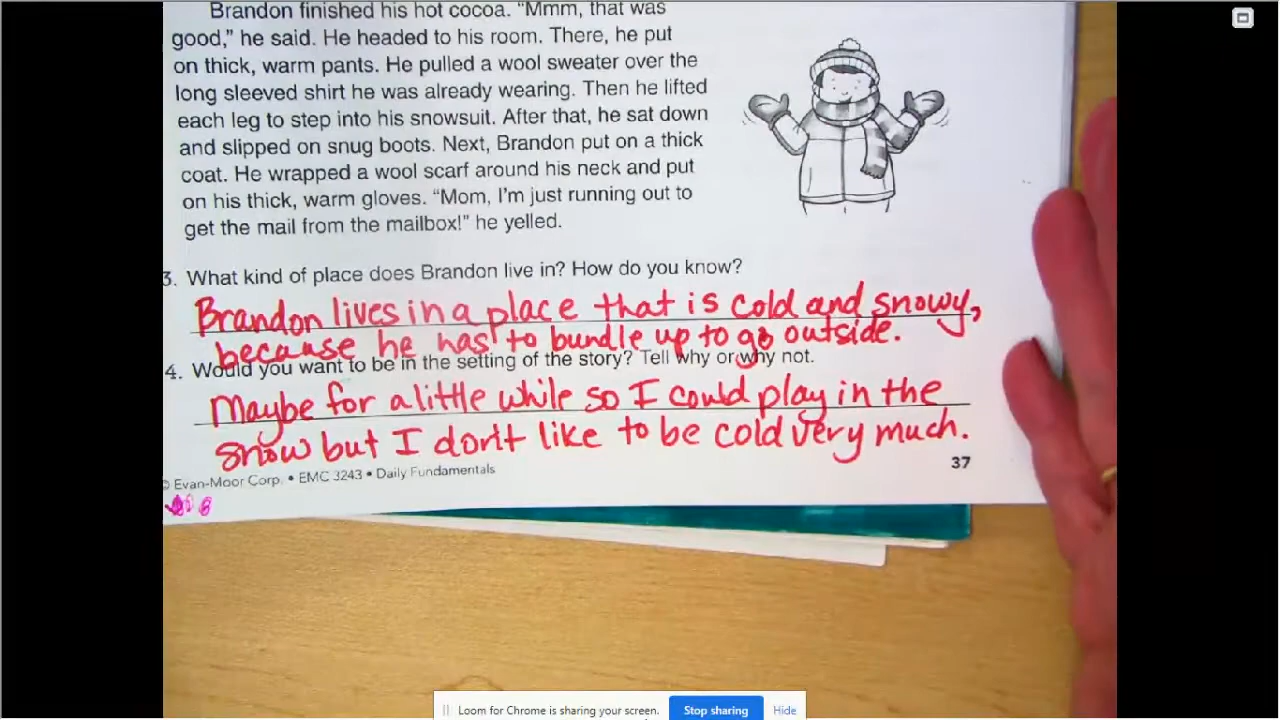 Brandon finished his hot cocoa. "Mmm, that was
good," he said. He headed to his room. There, he put
on thick, warm pants. He pulled a wool sweater over the
long sleeved shirt he was already wearing. Then he lifted
each leg to step into his snowsuit. After that, he sat down
and slipped on snug boots. Next, Brandon put on a thick
coat. He wrapped a wool scarf around his neck and put
on his thick, warm gloves. "Mom, I'm just running out to
get the mail from the mailbox!" he yelled.
3. What kind of place does Brandon live in? How do you know?
Brandon lives in a place that is cold and snowy,
because he has to bundle up to go outside.
4. Would you want to be in the setting of the story? Tell why or why not.
Maybe for a little while so I could play in the
snow but I don't like to be cold very much.
© Evan-Moor Corp. • EMC 3243 • Daily Fundamentals
37
Loom for Chrome is sharing your screen.
Stop sharing
Hide